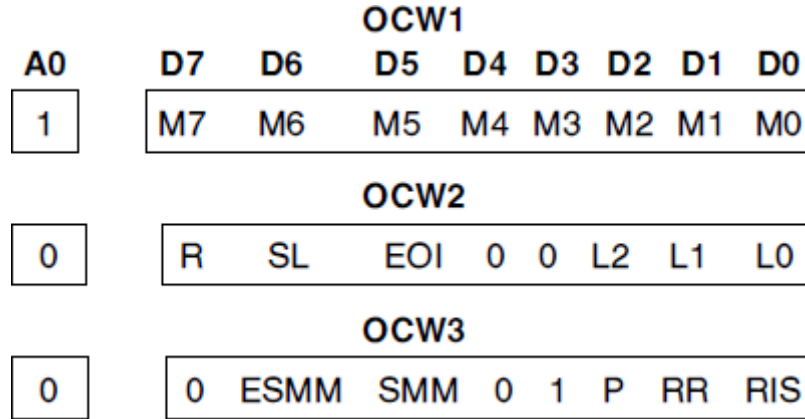 OCW1
A0 D7 D6 D5 D4 D3 D2 D1 D0
1 M7 M6 M5 M4 M3 M2 M1 M0
OCW2
0 R SL EOI 0 0 L2 L1 L0
OCW3
0 0 ESMM SMM 0 1 P RR RIS